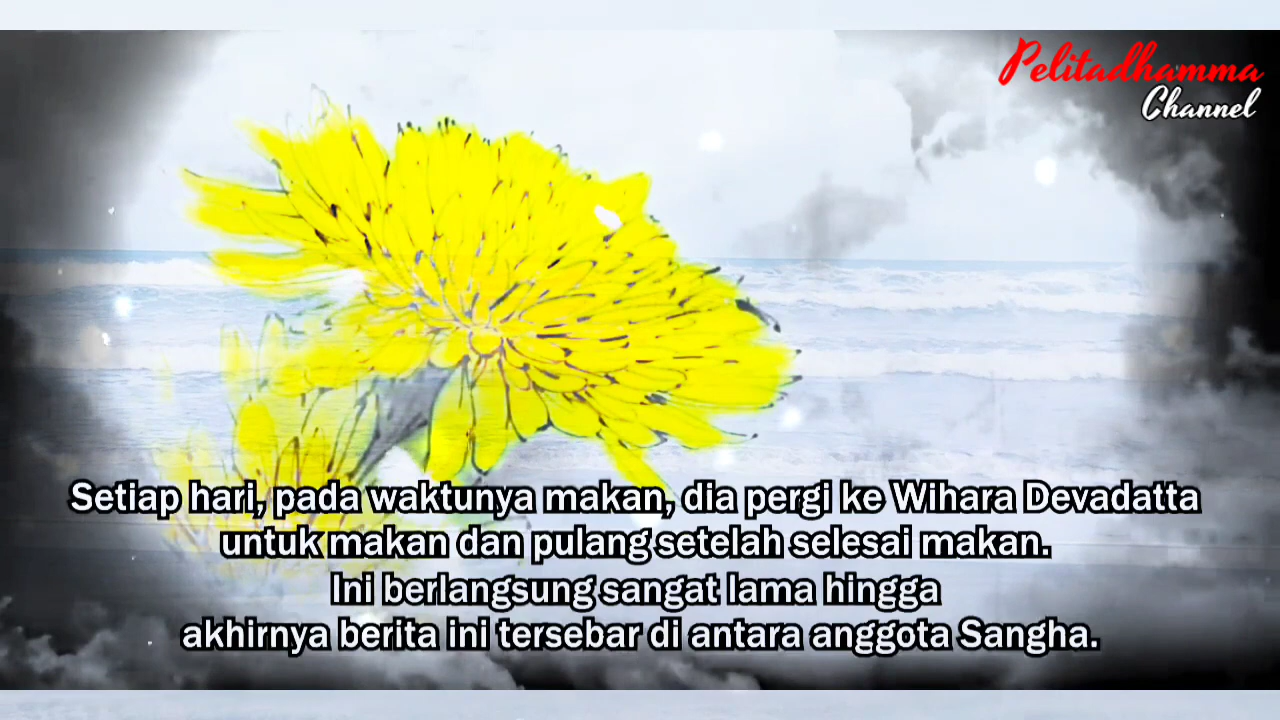 Pelitadhamma
Channel
Setiap hari, pada waktunya makan, dia pergi ke Wihara Devadatta
untuk makan dan pulang setelah selesai makan.
Ini berlangsung sangat lama hingga
akhirnya berita ini tersebar di antara anggota Sangha.